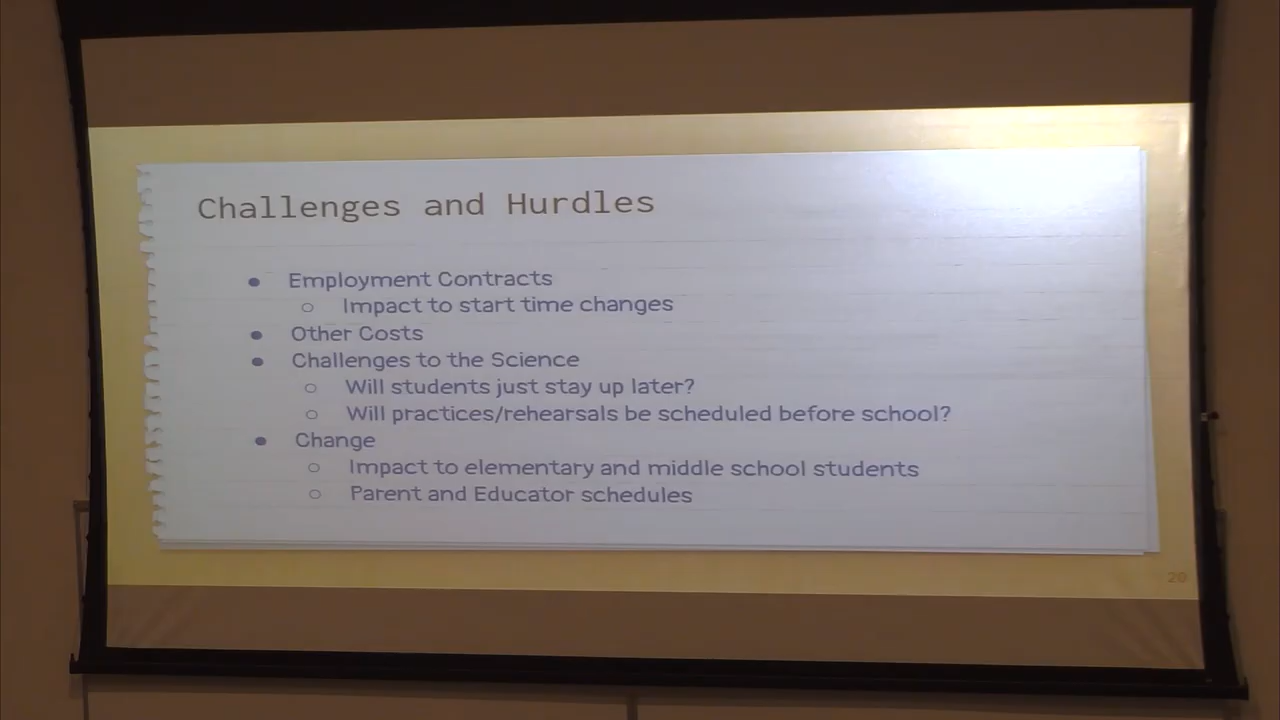 Challenges and Hurdles
● Employment Contracts
○ Impact to start time changes
● Other Costs
● Challenges to the Science
○ Will students just stay up later?
○ Will practices/rehearsals be scheduled before school?
● Change
○ Impact to elementary and middle school students
○ Parent and Educator schedules
20